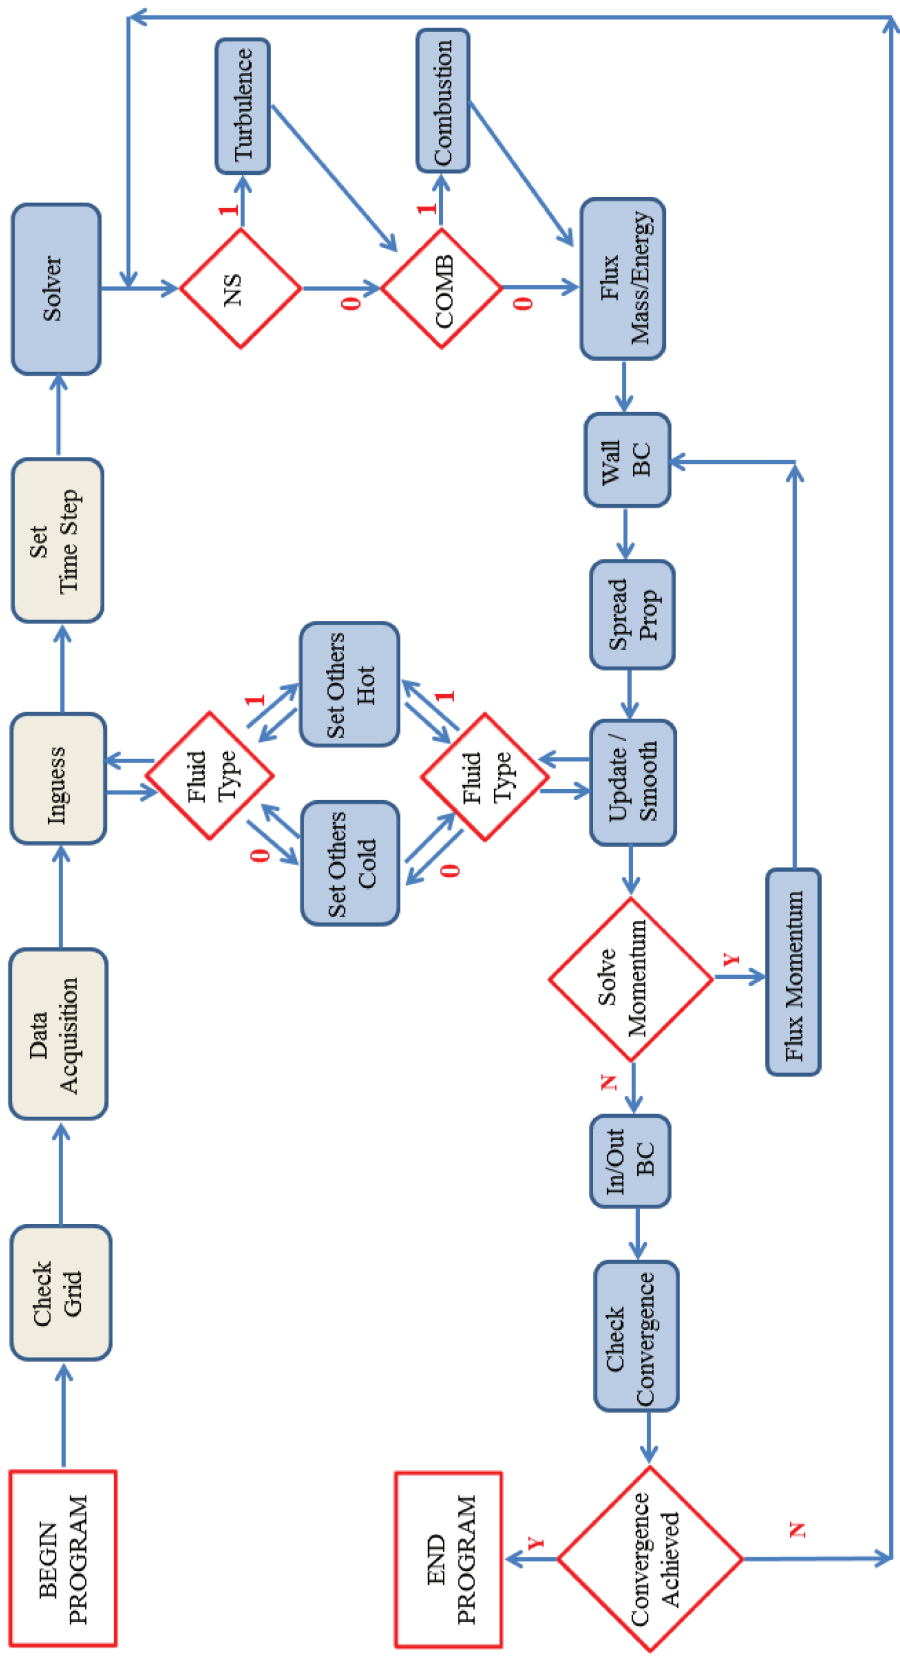 BEGIN
PROGRAM
Check
Grid
Data
Acquisition
Inguess
Set
Time Step
Solver
Fluid
Type
0
1
Set Others
Cold
Set Others
Hot
0
1
Fluid
Type
NS
1
Turbulence
0
COMB
1
Combustion
0
Flux
Mass/Energy
Wall
BC
Spread
Prop
Update /
Smooth
Solve
Momentum
Y
Flux Momentum
N
In/Out
BC
Check
Convergence
Convergence
Achieved
Y
END
PROGRAM
N